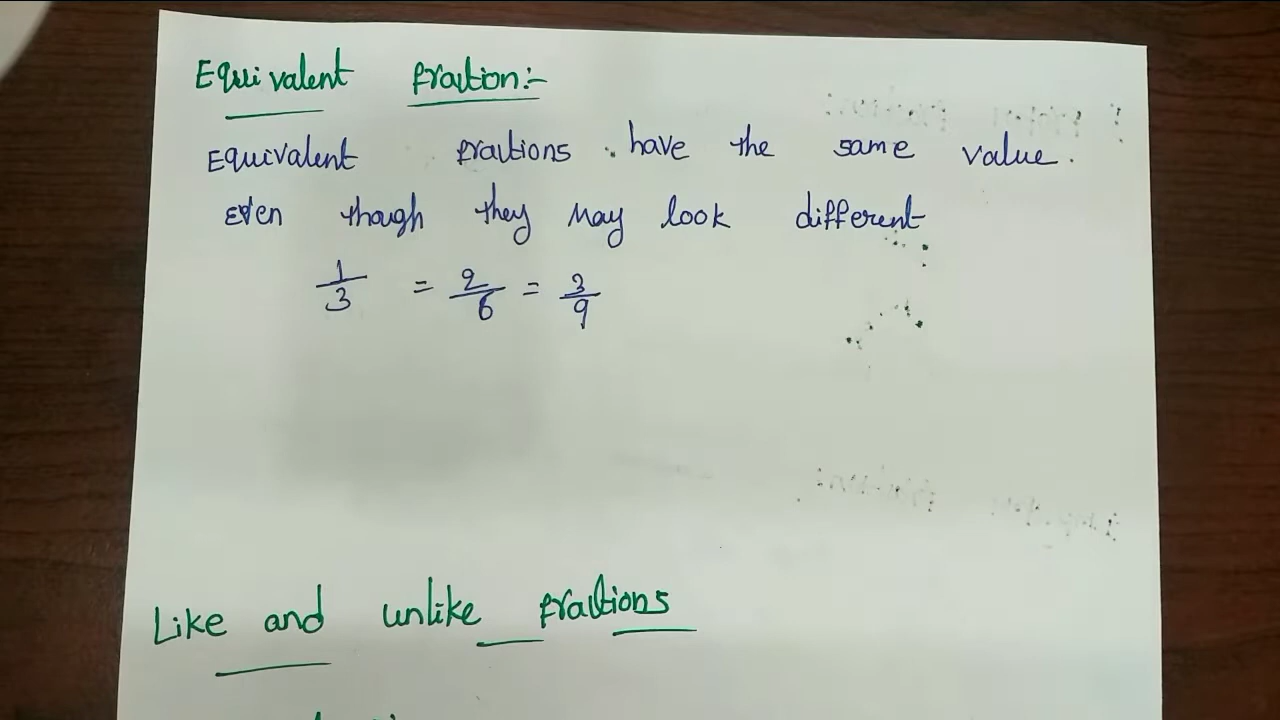 Equivalent fraction:-
Equivalent fractions have the same value.
Even though they may look different
1/3 = 2/6 = 3/9
Like and unlike fractions